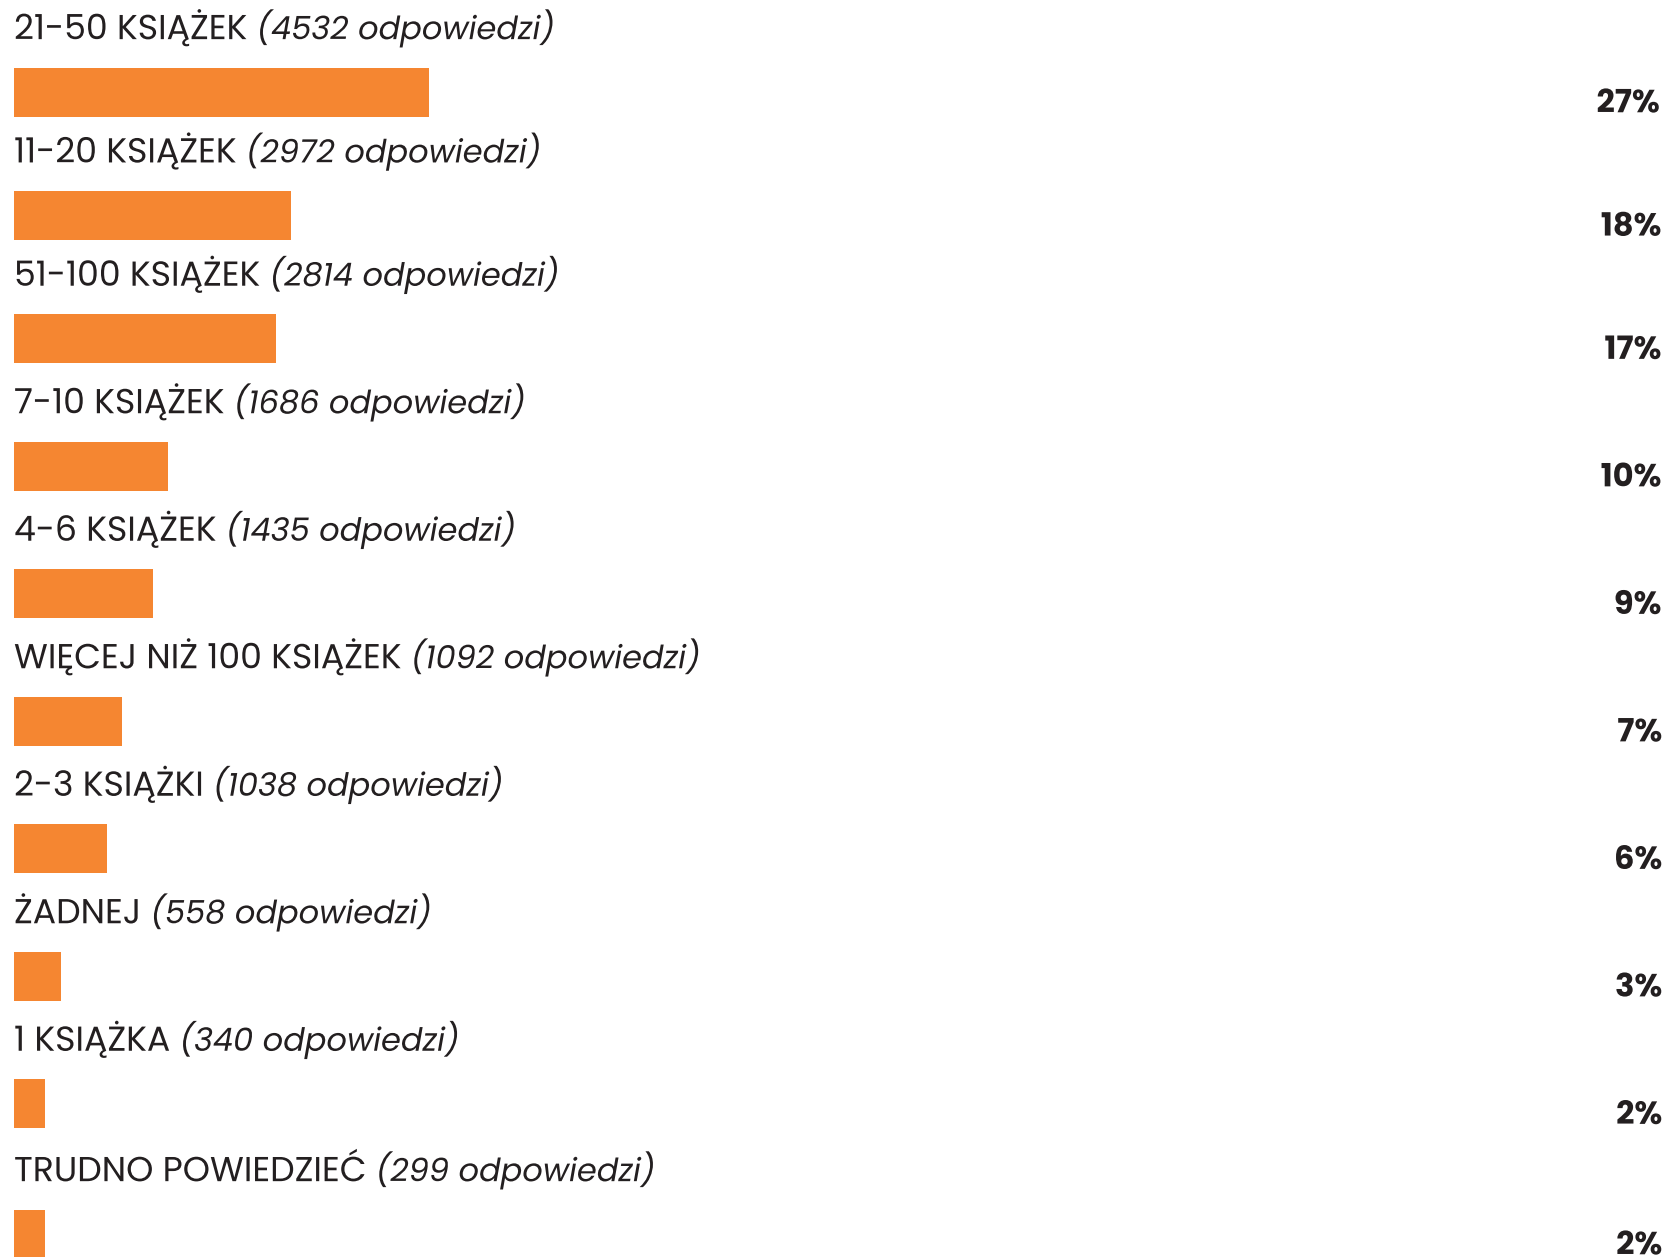 21-50 KSIĄŻEK (4532 odpowiedzi)
27%
11-20 KSIĄŻEK (2972 odpowiedzi)
18%
51-100 KSIĄŻEK (2814 odpowiedzi)
17%
7-10 KSIĄŻEK (1686 odpowiedzi)
10%
4-6 KSIĄŻEK (1435 odpowiedzi)
9%
WIĘCEJ NIŻ 100 KSIĄŻEK (1092 odpowiedzi)
7%
2-3 KSIĄŻKI (1038 odpowiedzi)
6%
ŻADNEJ (558 odpowiedzi)
3%
1 KSIĄŻKA (340 odpowiedzi)
2%
TRUDNO POWIEDZIEĆ (299 odpowiedzi)
2%